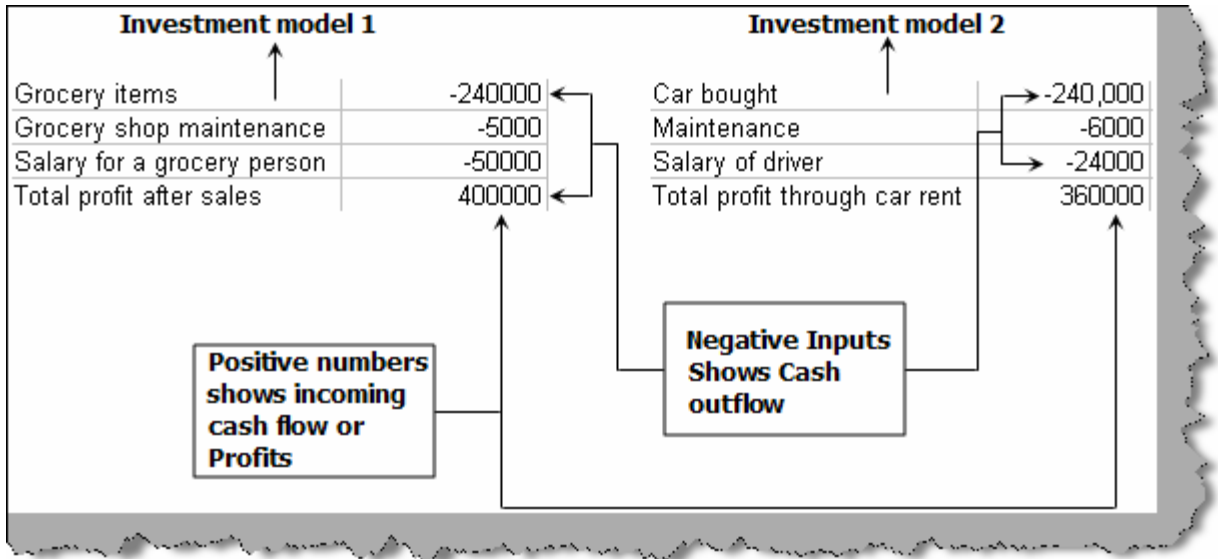 Investment model 1
Grocery items -240000
Grocery shop maintenance -5000
Salary for a grocery person -50000
Total profit after sales 400000
Investment model 2
Car bought -240,000
Maintenance -6000
Salary of driver -24000
Total profit through car rent 360000
Positive numbers
shows incoming
cash flow or
Profits
Negative Inputs
Shows Cash
outflow